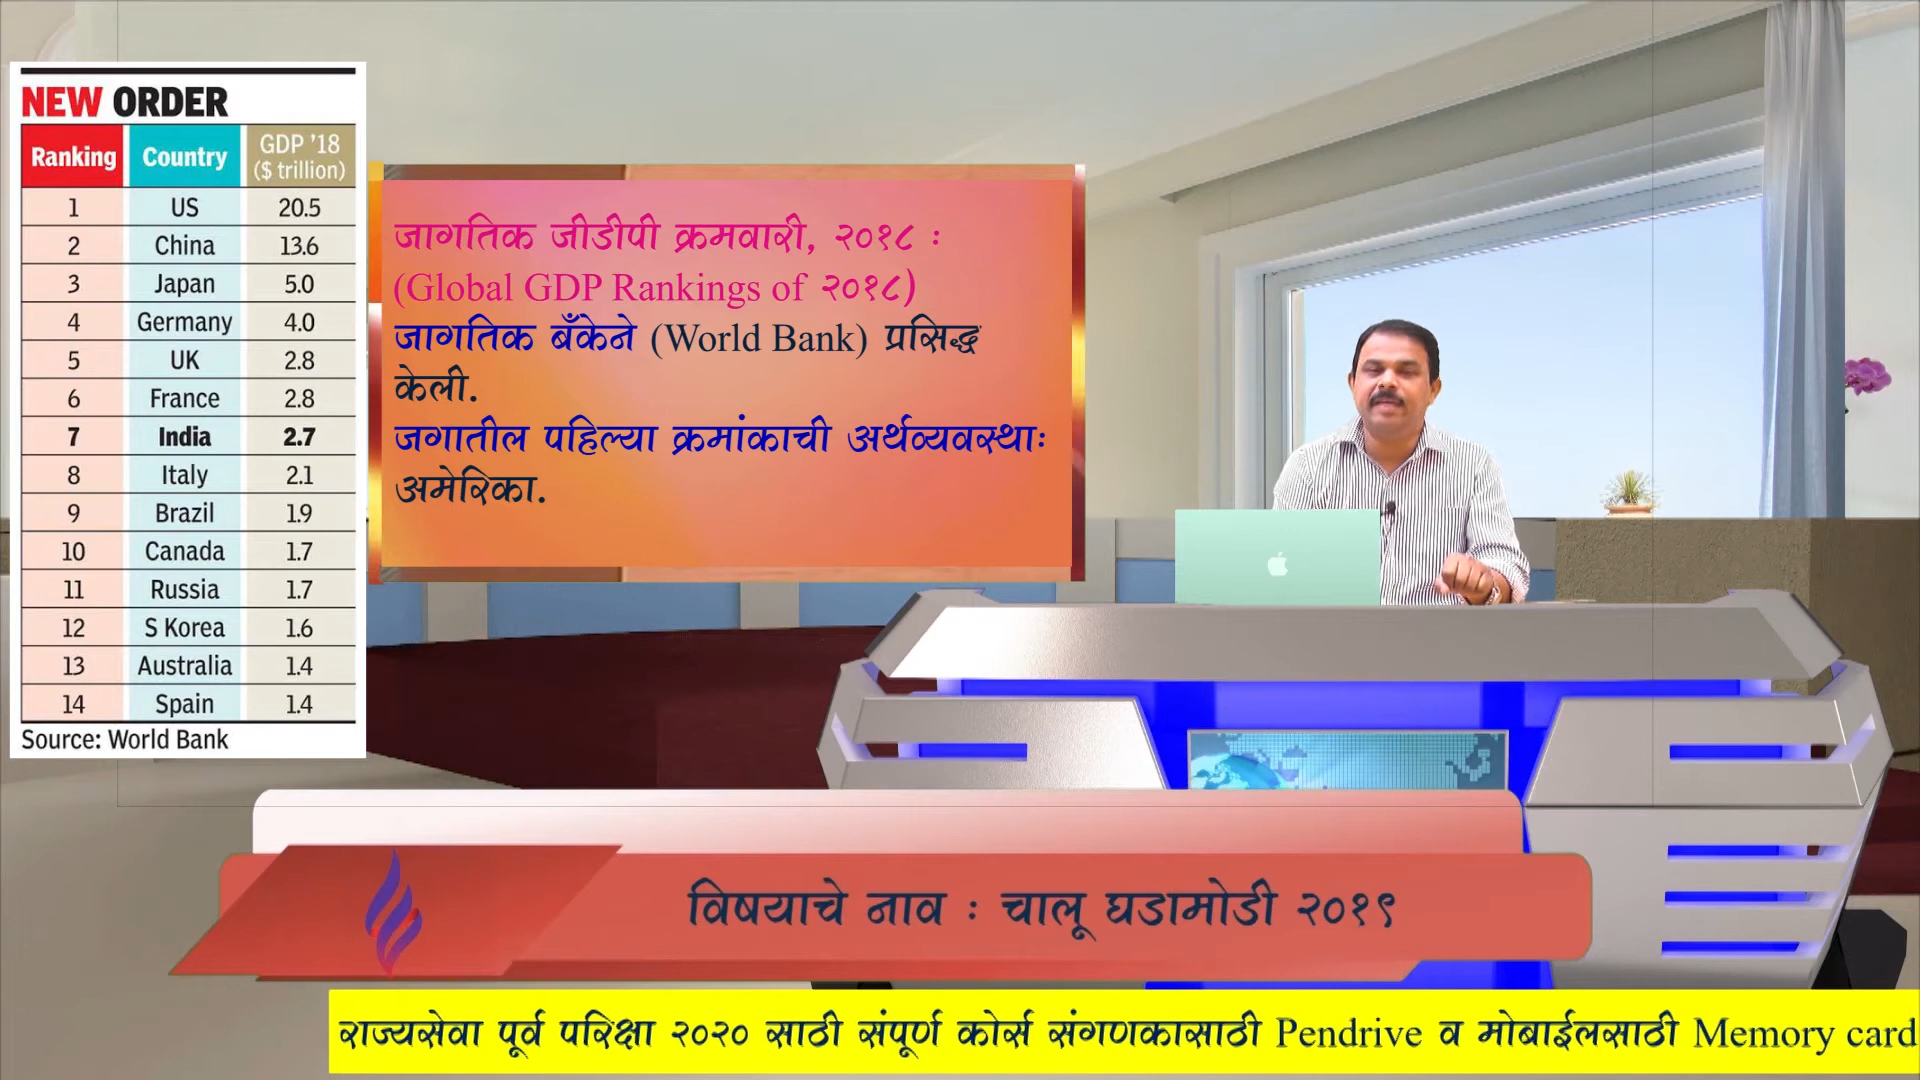 NEW ORDER
Ranking Country GDP '18 ($ trillion)
1 US 20.5
2 China 13.6
3 Japan 5.0
4 Germany 4.0
5 UK 2.8
6 France 2.8
7 India 2.7
8 Italy 2.1
9 Brazil 1.9
10 Canada 1.7
11 Russia 1.7
12 S Korea 1.6
13 Australia 1.4
14 Spain 1.4
Source: World Bank
जागतिक जीडीपी क्रमवारी, २०१८ :
(Global GDP Rankings of २०१८)
जागतिक बँकेने (World Bank) प्रसिद्ध
केली.
जगातील पहिल्या क्रमांकाची अर्थव्यवस्थाः
अमेरिका.
विषयाचे नाव : चालू घडामोडी २०१९
राज्यसेवा पूर्व परिक्षा २०२० साठी संपूर्ण कोर्स संगणकासाठी Pendrive व मोबाईलसाठी Memory card